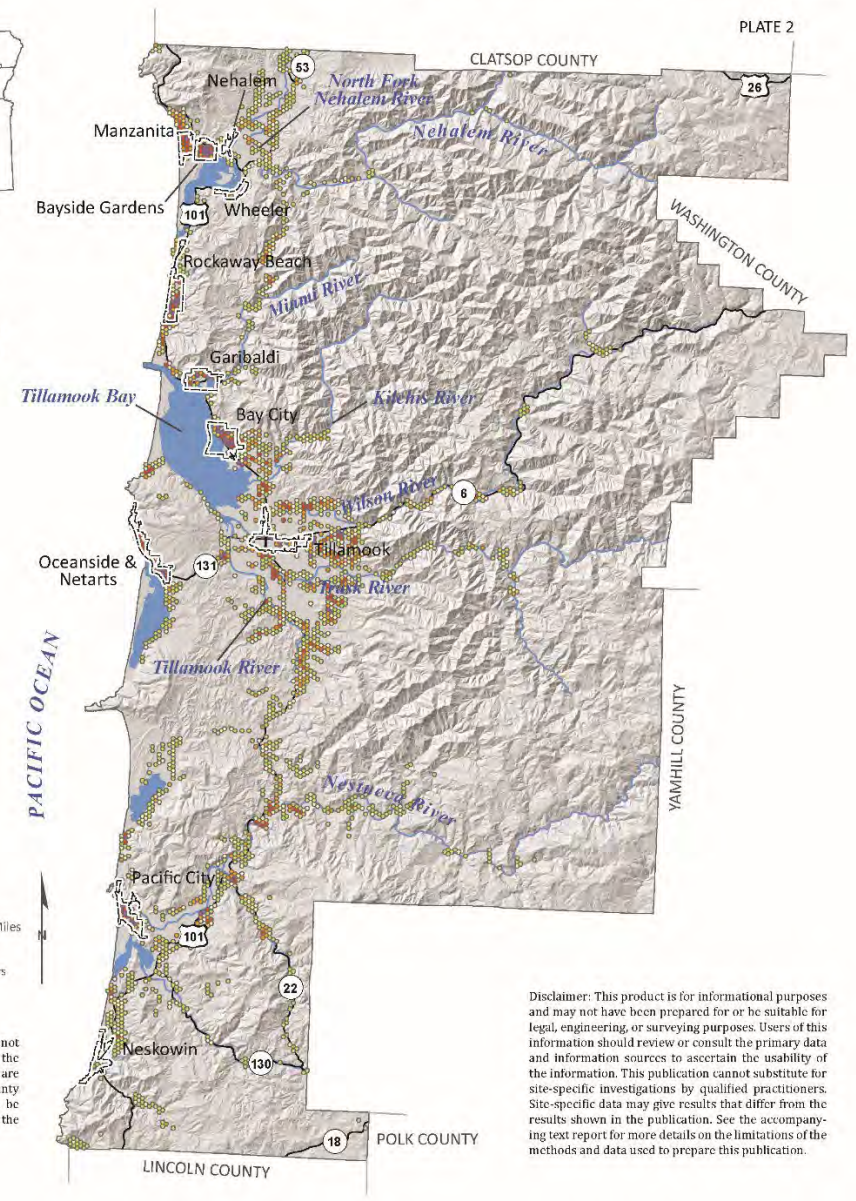 PLATE 2
CLATSOP COUNTY
53
26
Nehalem
North Fork
Nehalem River
Nehalem River
Manzanita
Bayside Gardens
Wheeler
101
WASHINGTON COUNTY
Rockaway Beach
Miami River
Garibaldi
Tillamook Bay
Kilchis River
Bay City
Wilson River
6
Oceanside &
Netarts
131
Tillamook
Trask River
Tillamook River
PACIFIC OCEAN
YAMHILL COUNTY
Nestucca River
Pacific City
Miles
N
101
22
Neskowin
130
18
POLK COUNTY
LINCOLN COUNTY
not
the
are
be
the
Disclaimer: This product is for informational purposes
and may not have been prepared for or be suitable for
legal, engineering, or surveying purposes. Users of this
information should review or consult the primary data
and information sources to ascertain the usability of
the information. This publication cannot substitute for
site-specific investigations by qualified practitioners.
Site-specific data may give results that differ from the
results shown in the publication. See the accompany-
ing text report for more details on the limitations of the
methods and data used to prepare this publication.